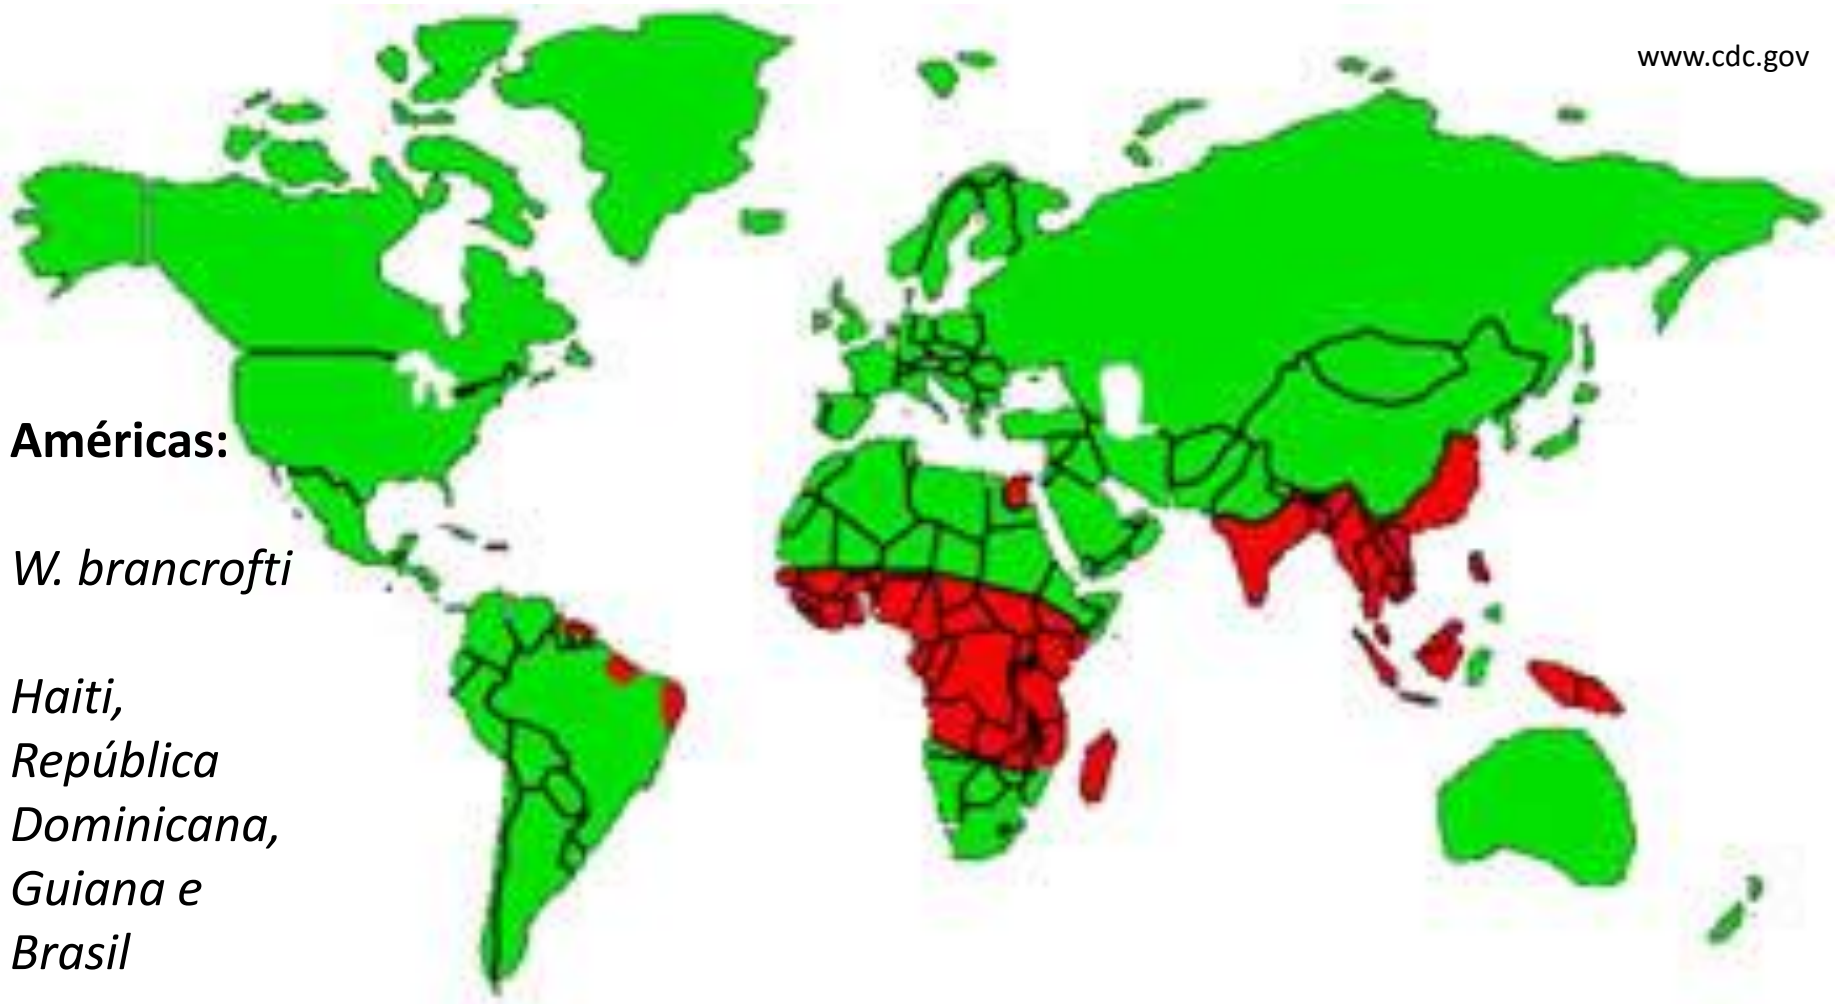 www.cdc.gov
Américas:
W. brancrofti
Haiti,
República
Dominicana,
Guiana e
Brasil